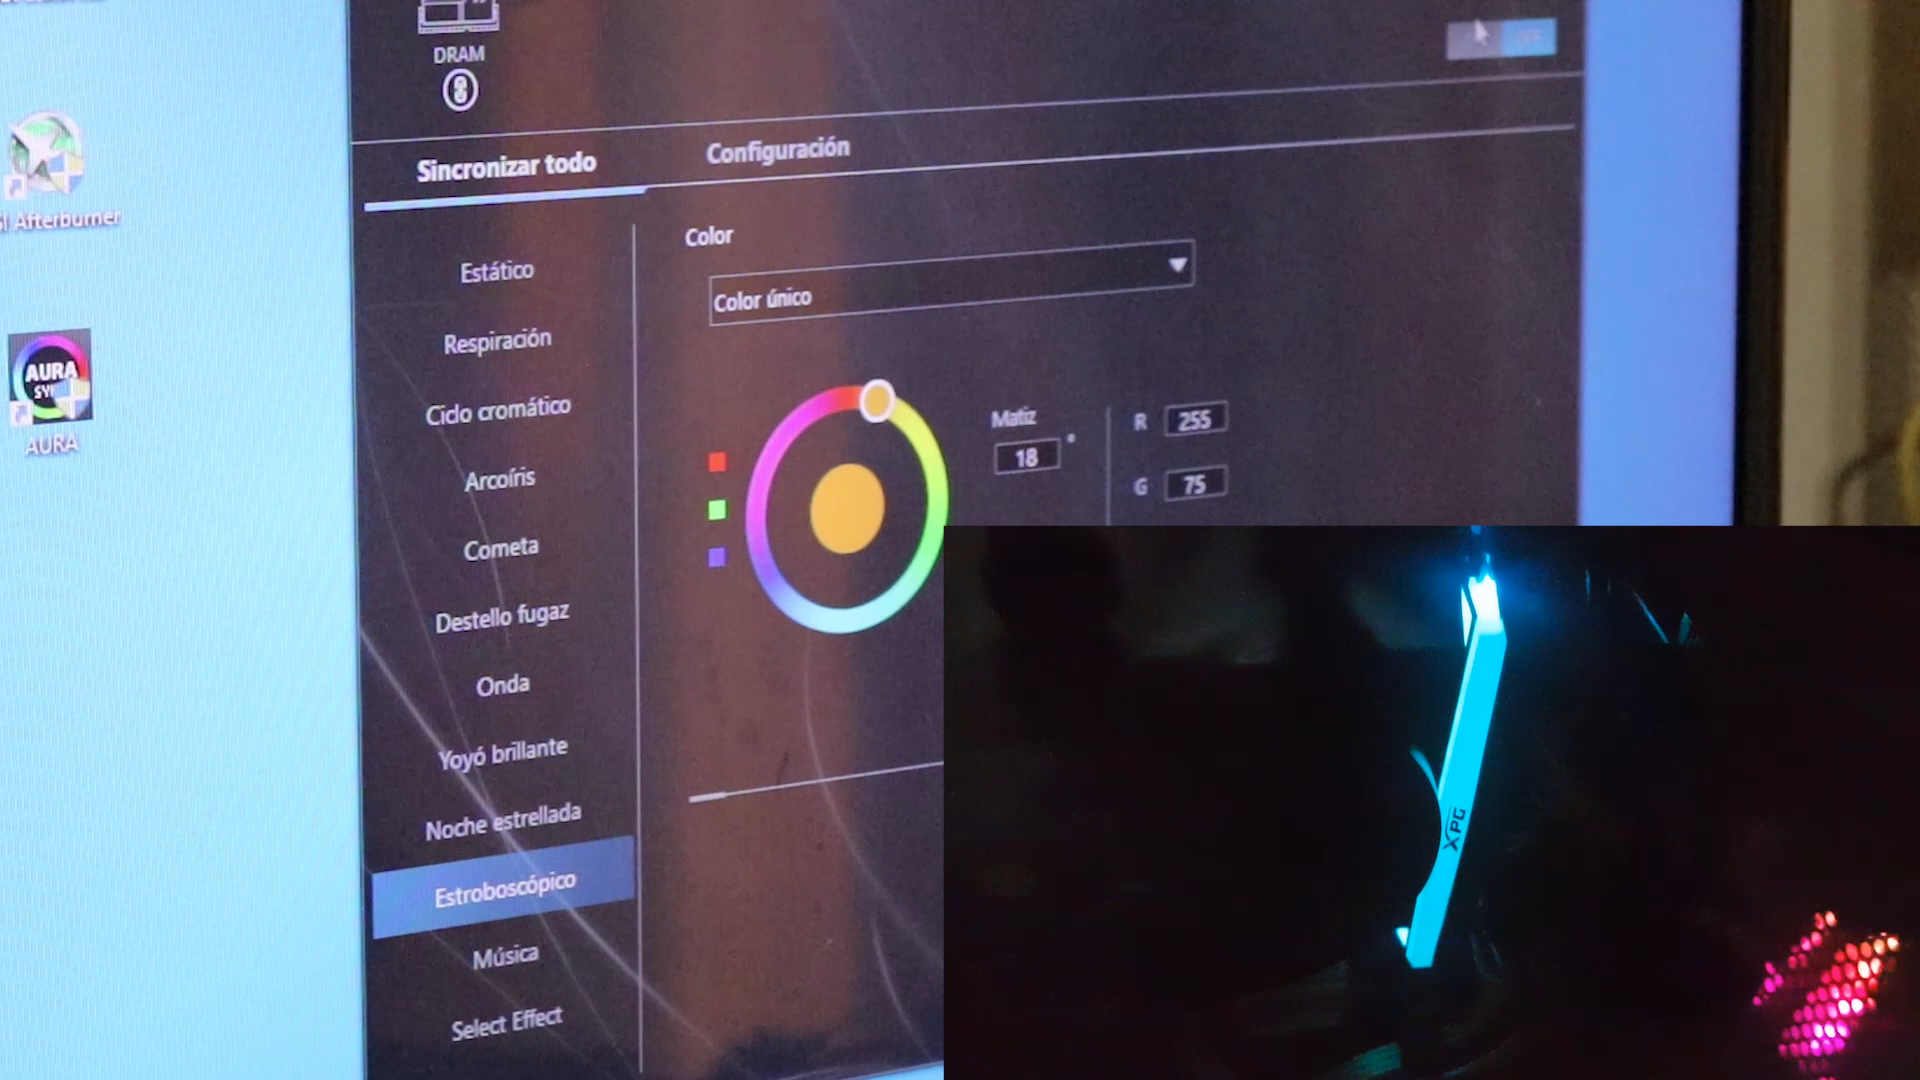 DRAM
OFF
Sincronizar todo
Configuración
Color
Color único
Matiz
18 °
R 255
G 75
Estático
Respiración
Ciclo cromático
Arcoíris
Cometa
Destello fugaz
Onda
Yoyó brillante
Noche estrellada
Estroboscópico
Música
Select Effect
Afterburner
AURA
AURA
XPG